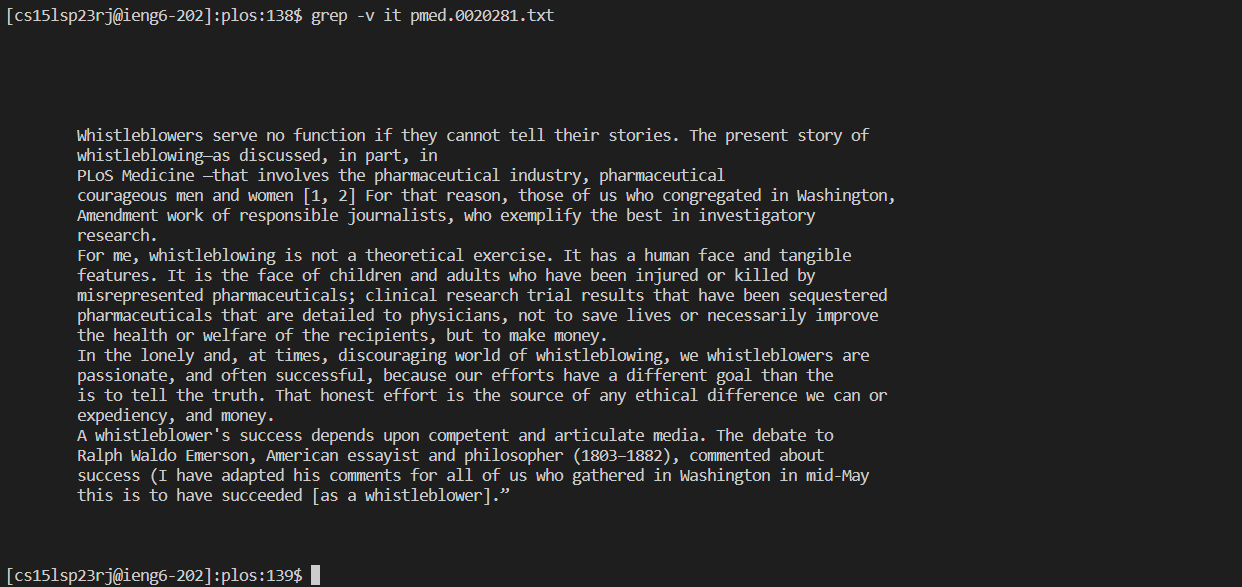 [cs15lsp23rj@ieng6-202]:plos:138$ grep -v it pmed.0020281.txt
Whistleblowers serve no function if they cannot tell their stories. The present story of
whistleblowing—as discussed, in part, in
PLoS Medicine —that involves the pharmaceutical industry, pharmaceutical
courageous men and women [1, 2] For that reason, those of us who congregated in Washington,
Amendment work of responsible journalists, who exemplify the best in investigatory
research.
For me, whistleblowing is not a theoretical exercise. It has a human face and tangible
features. It is the face of children and adults who have been injured or killed by
misrepresented pharmaceuticals; clinical research trial results that have been sequestered
pharmaceuticals that are detailed to physicians, not to save lives or necessarily improve
the health or welfare of the recipients, but to make money.
In the lonely and, at times, discouraging world of whistleblowing, we whistleblowers are
passionate, and often successful, because our efforts have a different goal than the
is to tell the truth. That honest effort is the source of any ethical difference we can or
expediency, and money.
A whistleblower's success depends upon competent and articulate media. The debate to
Ralph Waldo Emerson, American essayist and philosopher (1803–1882), commented about
success (I have adapted his comments for all of us who gathered in Washington in mid-May
this is to have succeeded [as a whistleblower].”
[cs15lsp23rj@ieng6-202]:plos:139$